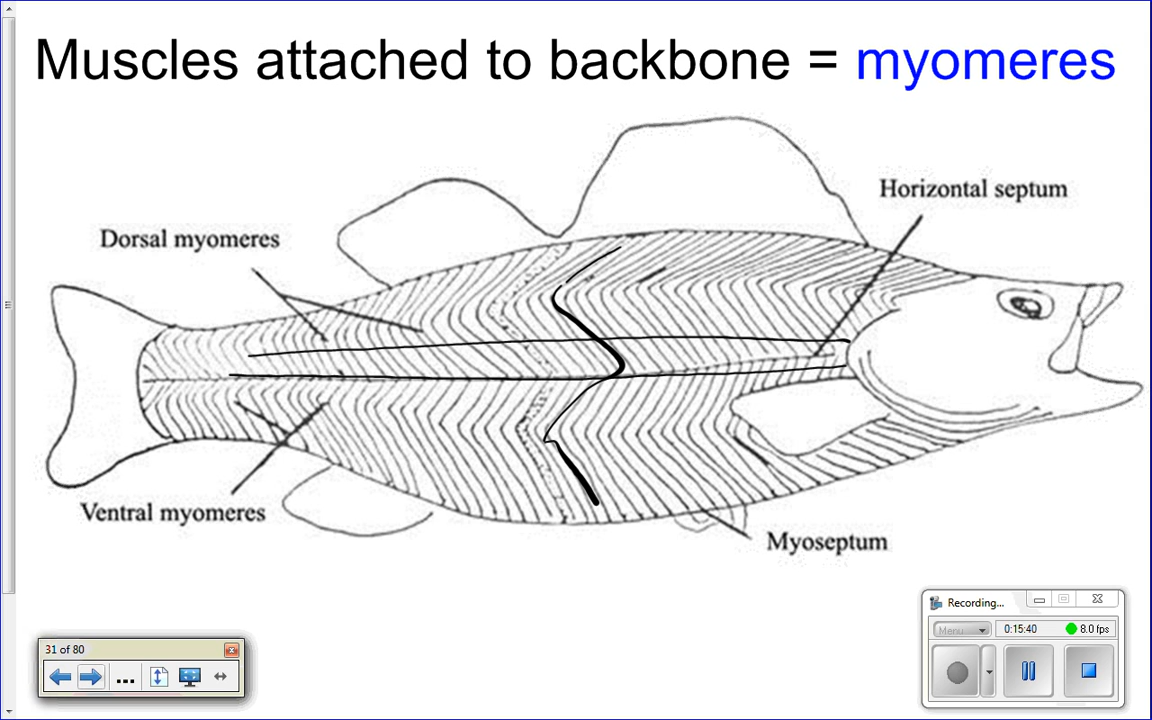 Muscles attached to backbone = myomeres
Horizontal septum
Dorsal myomeres
Ventral myomeres
Myoseptum
Recording...
Menu
0:15:40
8.0 fps
31 of 80
...